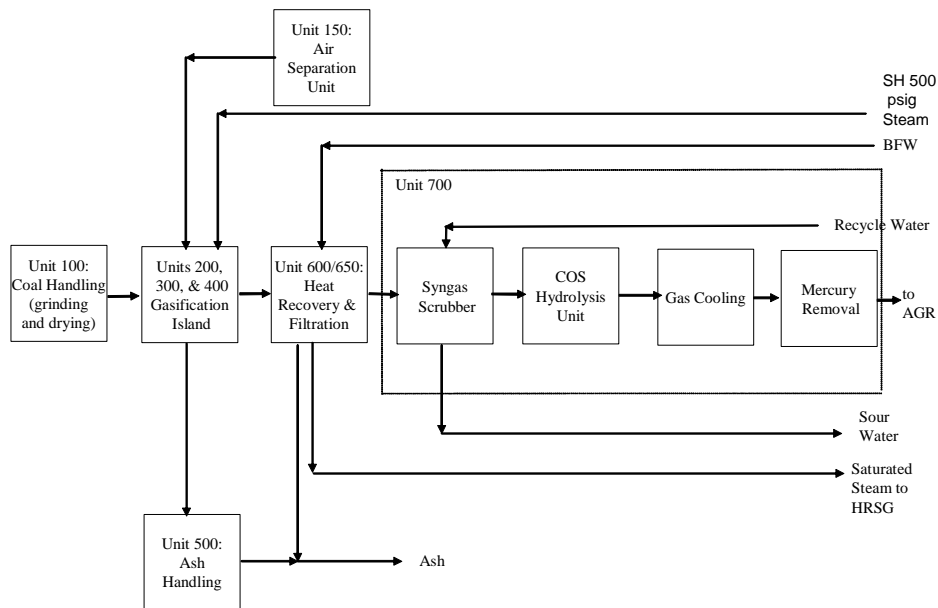 Unit 150:
Air
Separation
Unit
SH 500
psig
Steam
BFW
Unit 700
Recycle Water
Unit 100:
Coal Handling
(grinding
and drying)
Units 200,
300, & 400
Gasification
Island
Unit 600/650:
Heat
Recovery &
Filtration
Syngas
Scrubber
COS
Hydrolysis
Unit
Gas Cooling
Mercury
Removal
to
AGR
Sour
Water
Saturated
Steam to
HRSG
Unit 500:
Ash
Handling
Ash